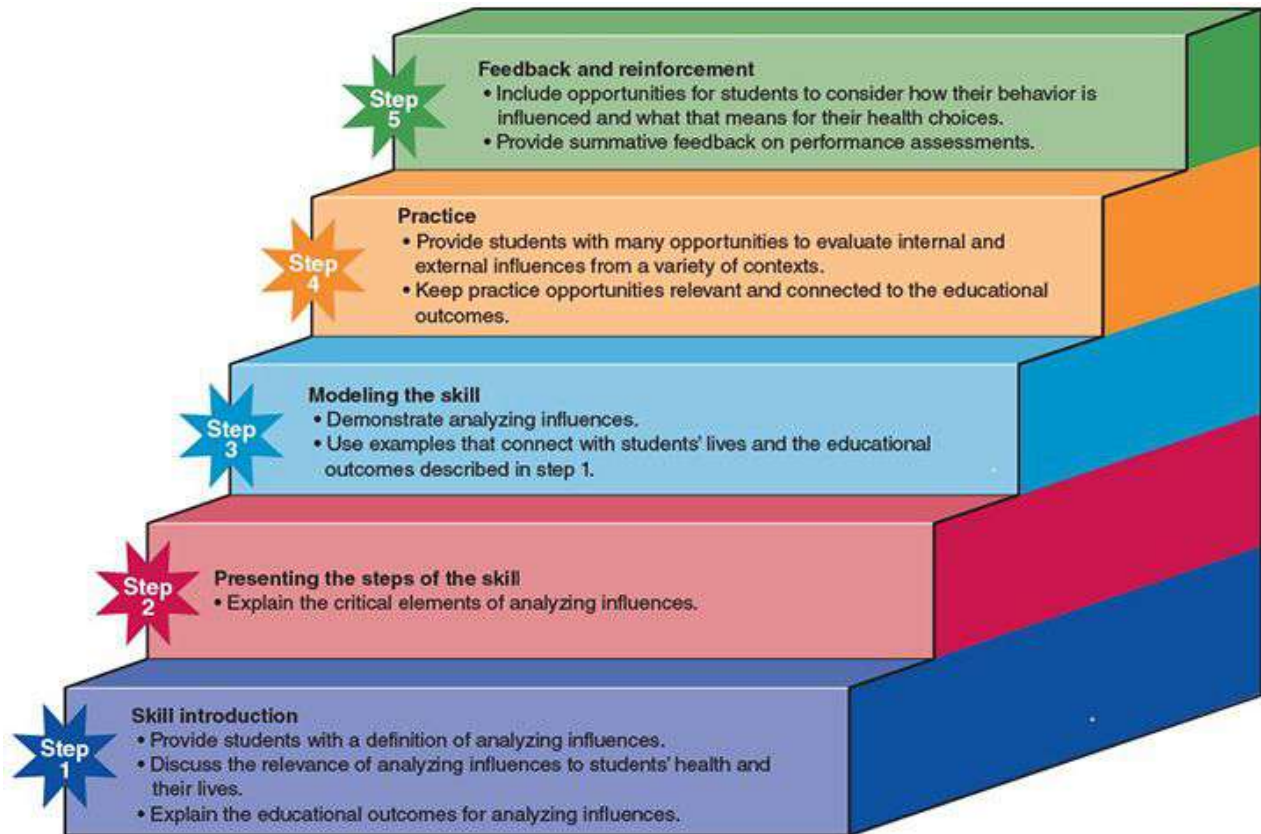 Step
5
Feedback and reinforcement
• Include opportunities for students to consider how their behavior is
influenced and what that means for their health choices.
• Provide summative feedback on performance assessments.
Step
4
Practice
• Provide students with many opportunities to evaluate internal and
external influences from a variety of contexts.
• Keep practice opportunities relevant and connected to the educational
outcomes.
Step
3
Modeling the skill
• Demonstrate analyzing influences.
• Use examples that connect with students' lives and the educational
outcomes described in step 1.
Step
2
Presenting the steps of the skill
• Explain the critical elements of analyzing influences.
Step
1
Skill introduction
• Provide students with a definition of analyzing influences.
• Discuss the relevance of analyzing influences to students' health and
their lives.
• Explain the educational outcomes for analyzing influences.